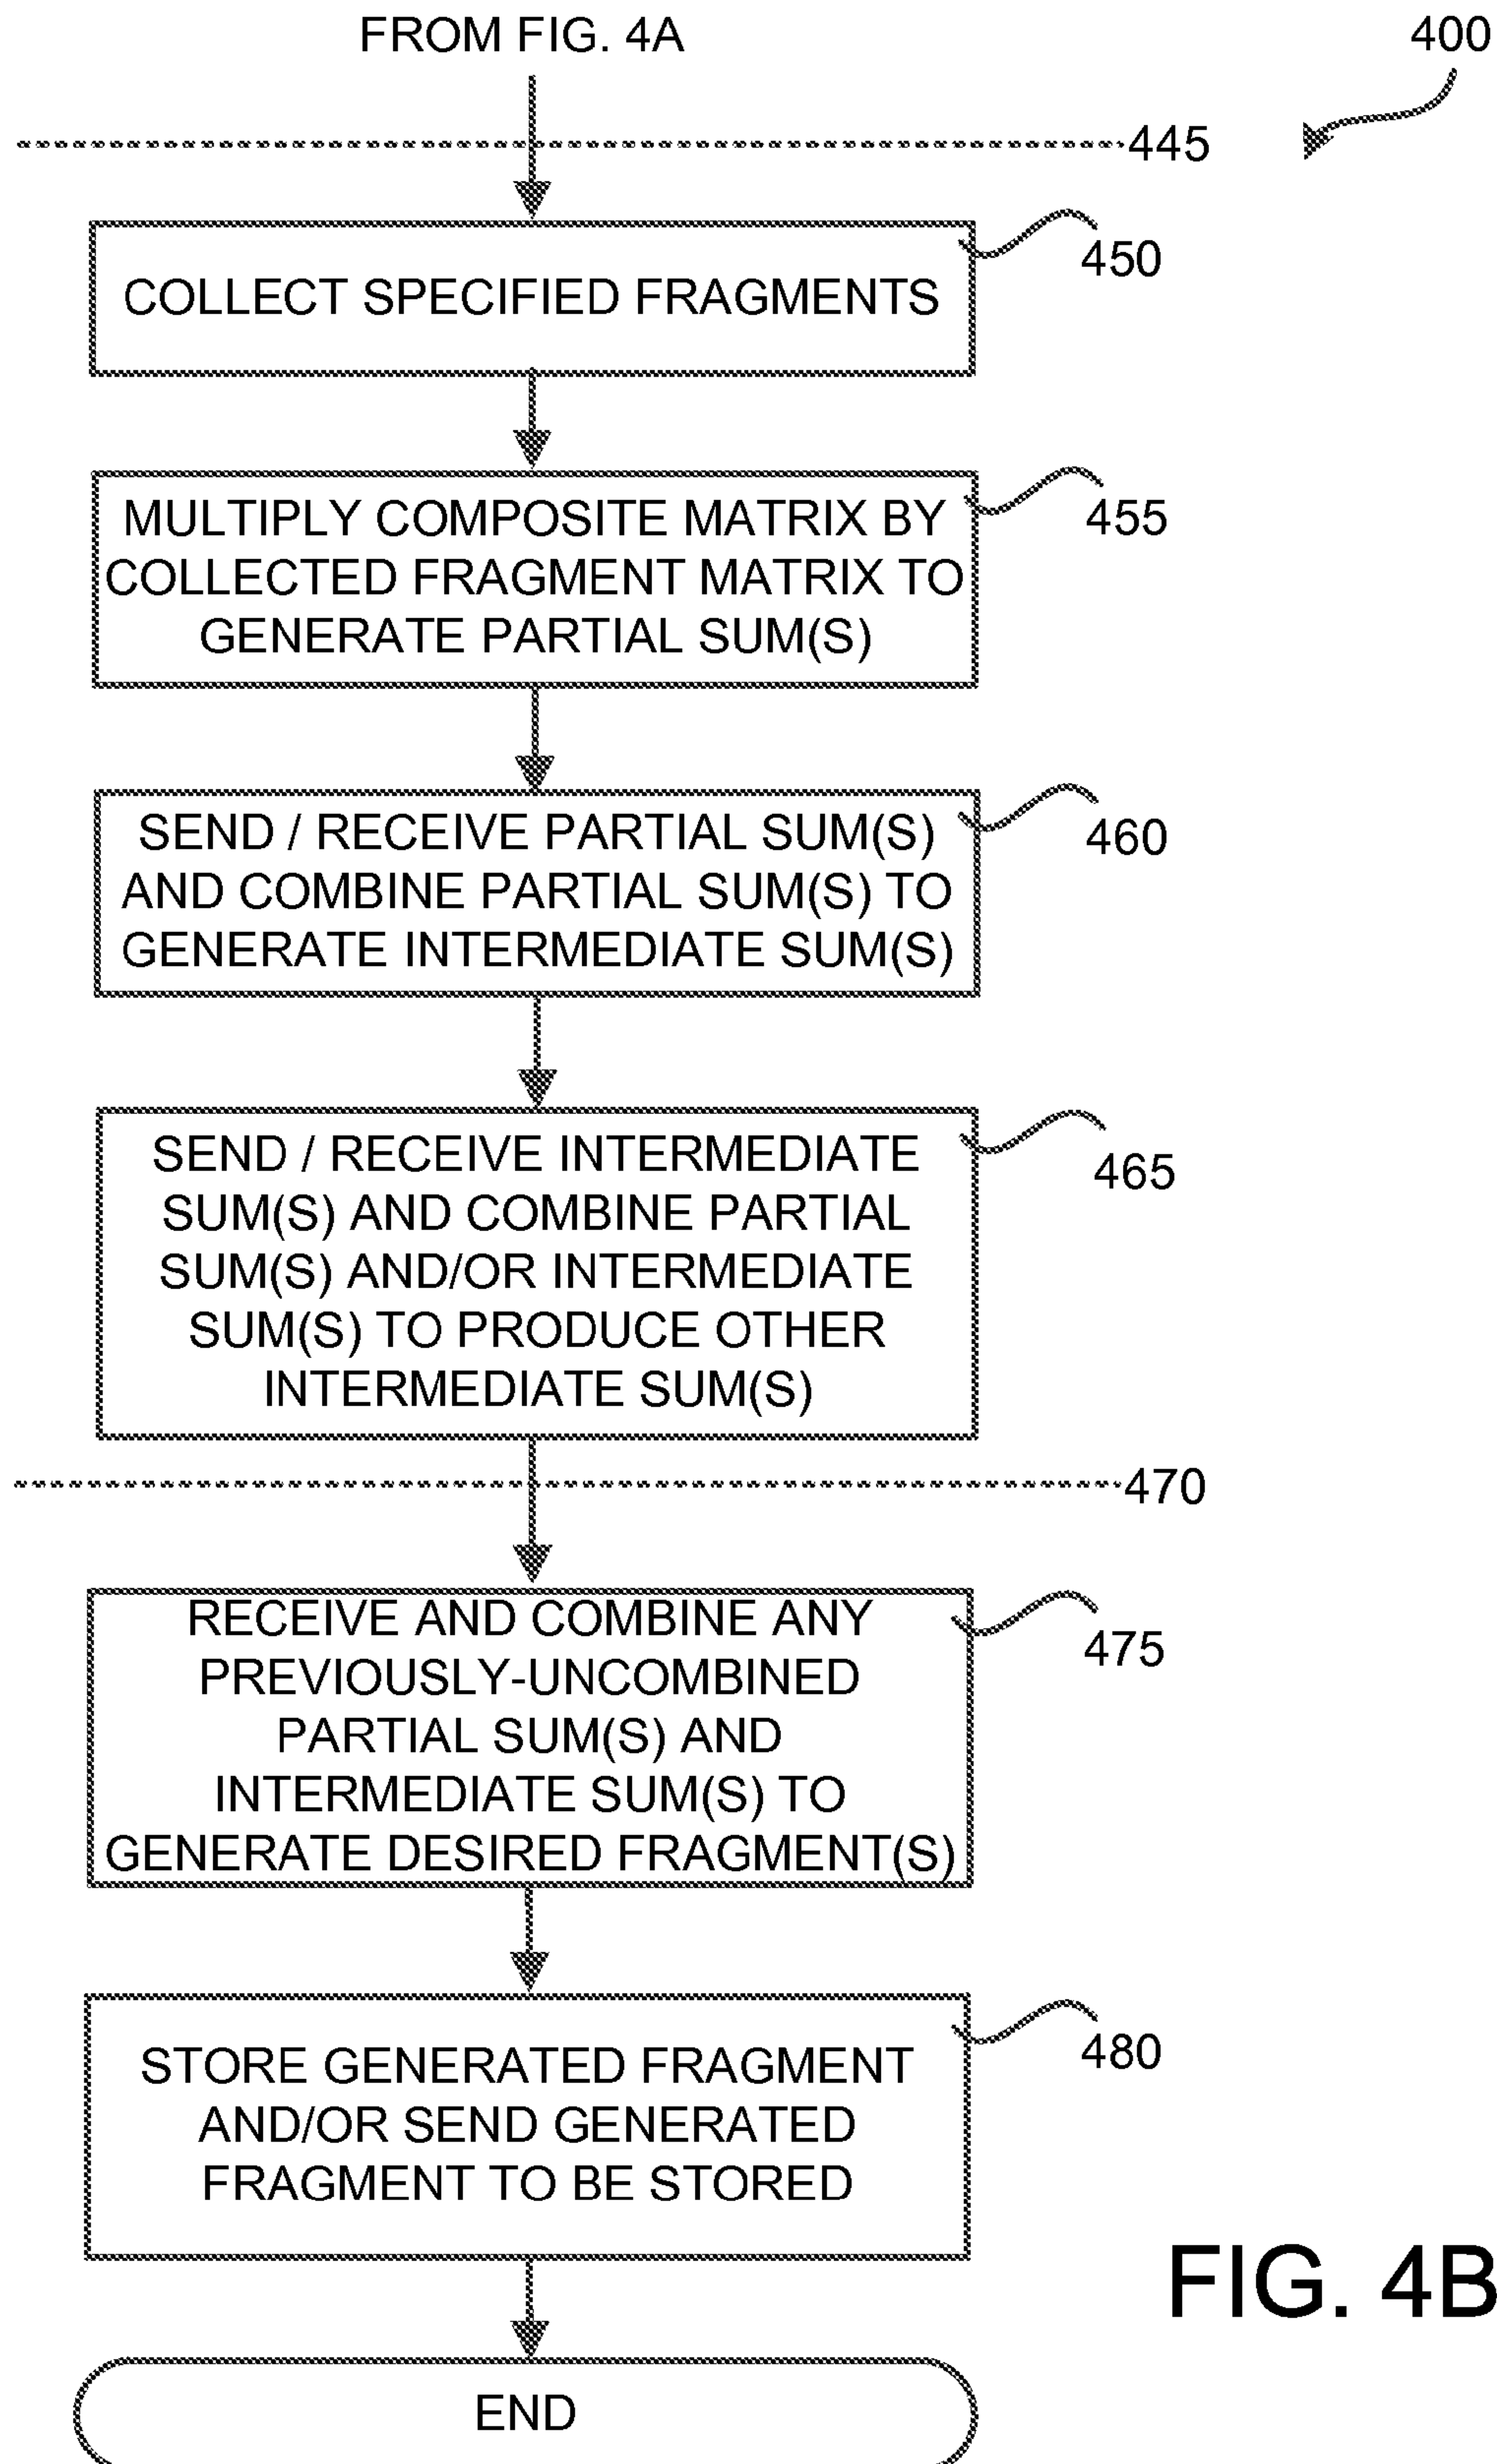 FROM FIG. 4A
400
445
COLLECT SPECIFIED FRAGMENTS
450
MULTIPLY COMPOSITE MATRIX BY
COLLECTED FRAGMENT MATRIX TO
GENERATE PARTIAL SUM(S)
455
SEND / RECEIVE PARTIAL SUM(S)
AND COMBINE PARTIAL SUM(S) TO
GENERATE INTERMEDIATE SUM(S)
460
SEND / RECEIVE INTERMEDIATE
SUM(S) AND COMBINE PARTIAL
SUM(S) AND/OR INTERMEDIATE
SUM(S) TO PRODUCE OTHER
INTERMEDIATE SUM(S)
465
470
RECEIVE AND COMBINE ANY
PREVIOUSLY-UNCOMBINED
PARTIAL SUM(S) AND
INTERMEDIATE SUM(S) TO
GENERATE DESIRED FRAGMENT(S)
475
STORE GENERATED FRAGMENT
AND/OR SEND GENERATED
FRAGMENT TO BE STORED
480
FIG. 4B
END